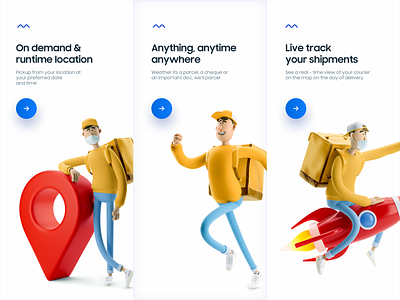 On demand &
runtime location
Pickup from your location at
your preferred date
and time
Anything, anytime
anywhere
Weather its a parcel, a cheque or
an important doc, we'll parcel
Live track
your shipments
See a real - time view of your courier
on the map on the day of delivery